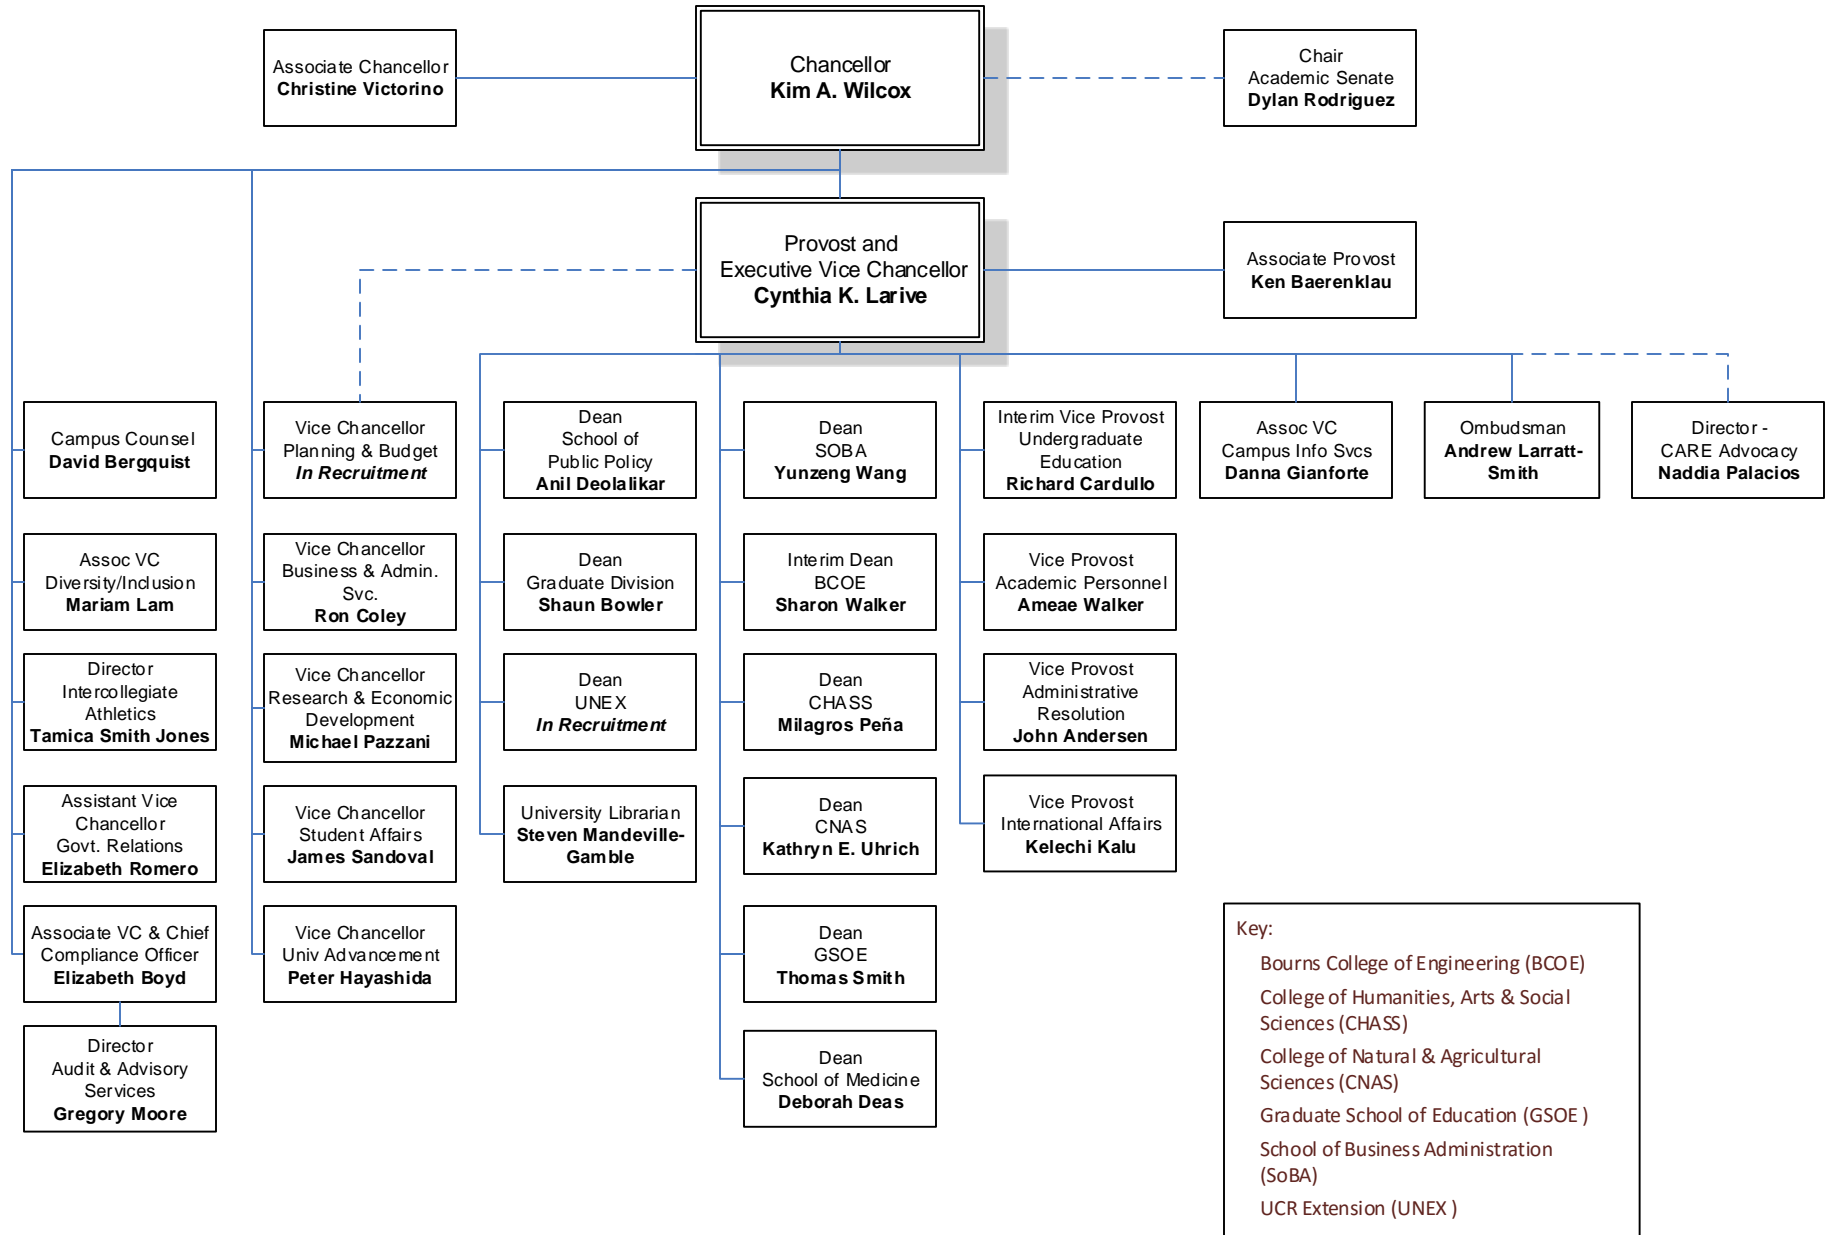 Associate Chancellor
Christine Victorino
Chancellor
Kim A. Wilcox
Chair
Academic Senate
Dylan Rodriguez
Provost and
Executive Vice Chancellor
Cynthia K. Larive
Associate Provost
Ken Baerenklau
Campus Counsel
David Bergquist
Vice Chancellor
Planning & Budget
In Recruitment
Dean
School of
Public Policy
Anil Deolalikar
Dean
SOBA
Yunzeng Wang
Interim Vice Provost
Undergraduate
Education
Richard Cardullo
Assoc VC
Campus Info Svcs
Danna Gianforte
Ombudsman
Andrew Larratt-
Smith
Director -
CARE Advocacy
Naddia Palacios
Assoc VC
Diversity/Inclusion
Mariam Lam
Vice Chancellor
Business & Admin.
Svc.
Ron Coley
Dean
Graduate Division
Shaun Bowler
Interim Dean
BCOE
Sharon Walker
Vice Provost
Academic Personnel
Ameae Walker
Director
Intercollegiate
Athletics
Tamica Smith Jones
Vice Chancellor
Research & Economic
Development
Michael Pazzani
Dean
UNEX
In Recruitment
Dean
CHASS
Milagros Peña
Vice Provost
Administrative
Resolution
John Andersen
Assistant Vice
Chancellor
Govt. Relations
Elizabeth Romero
Vice Chancellor
Student Affairs
James Sandoval
University Librarian
Steven Mandeville-
Gamble
Dean
CNAS
Kathryn E. Uhrich
Vice Provost
International Affairs
Kelechi Kalu
Associate VC & Chief
Compliance Officer
Elizabeth Boyd
Vice Chancellor
Univ Advancement
Peter Hayashida
Dean
GSOE
Thomas Smith
Director
Audit & Advisory
Services
Gregory Moore
Dean
School of Medicine
Deborah Deas
Key:
Bourns College of Engineering (BCOE)
College of Humanities, Arts & Social
Sciences (CHASS)
College of Natural & Agricultural
Sciences (CNAS)
Graduate School of Education (GSOE )
School of Business Administration
(SoBA)
UCR Extension (UNEX )